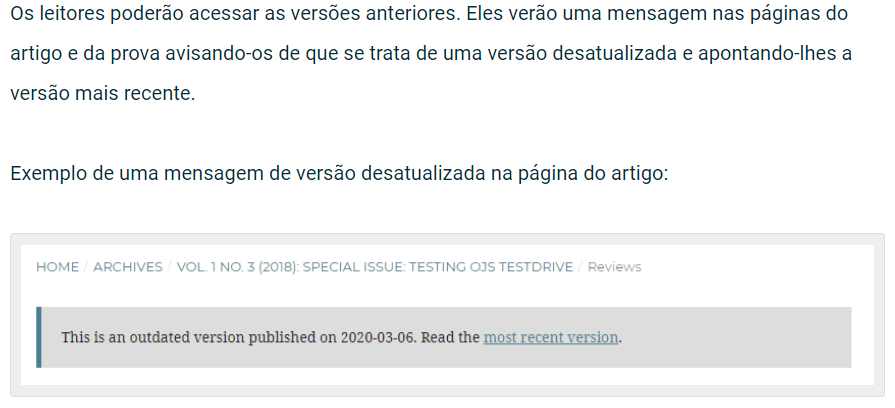 Os leitores poderão acessar as versões anteriores. Eles verão uma mensagem nas páginas do
artigo e da prova avisando-os de que se trata de uma versão desatualizada e apontando-lhes a
versão mais recente.
Exemplo de uma mensagem de versão desatualizada na página do artigo:
HOME / ARCHIVES / VOL. 1 NO. 3 (2018): SPECIAL ISSUE: TESTING OJS TESTDRIVE / Reviews
This is an outdated version published on 2020-03-06. Read the most recent version.